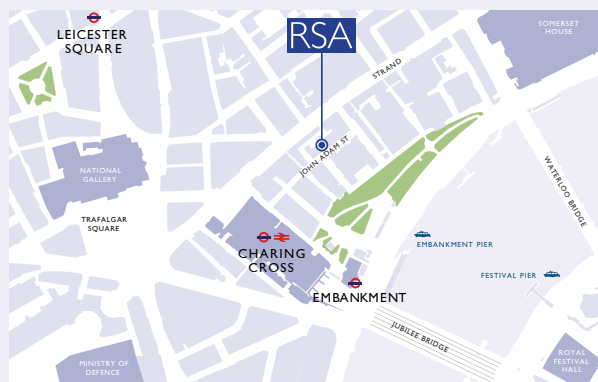 LEICESTER
SQUARE
RSA
SOMERSET
HOUSE
STRAND
JOHN ADAM ST
NATIONAL
GALLERY
WATERLOO BRIDGE
TRAFALGAR
SQUARE
EMBANKMENT PIER
CHARING
CROSS
FESTIVAL PIER
EMBANKMENT
JUBILEE BRIDGE
MINISTRY OF
DEFENCE
ROYAL
FESTIVAL
HALL